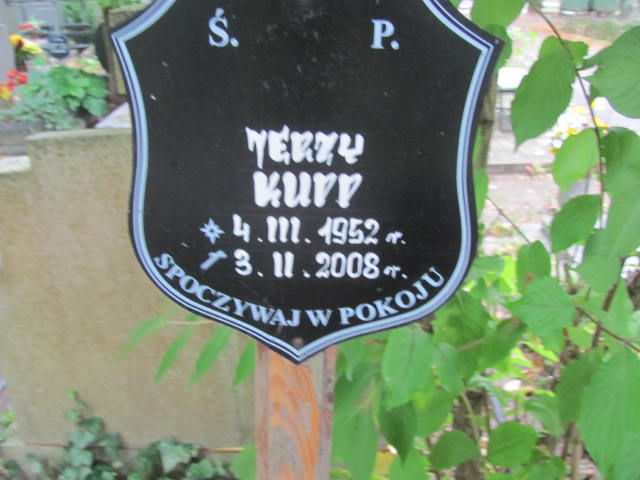 Ś. P.
JERZY
KUPP
* 4.III.1952 r.
† 3.II.2008 r.
SPOCZYWAJ W POKOJU